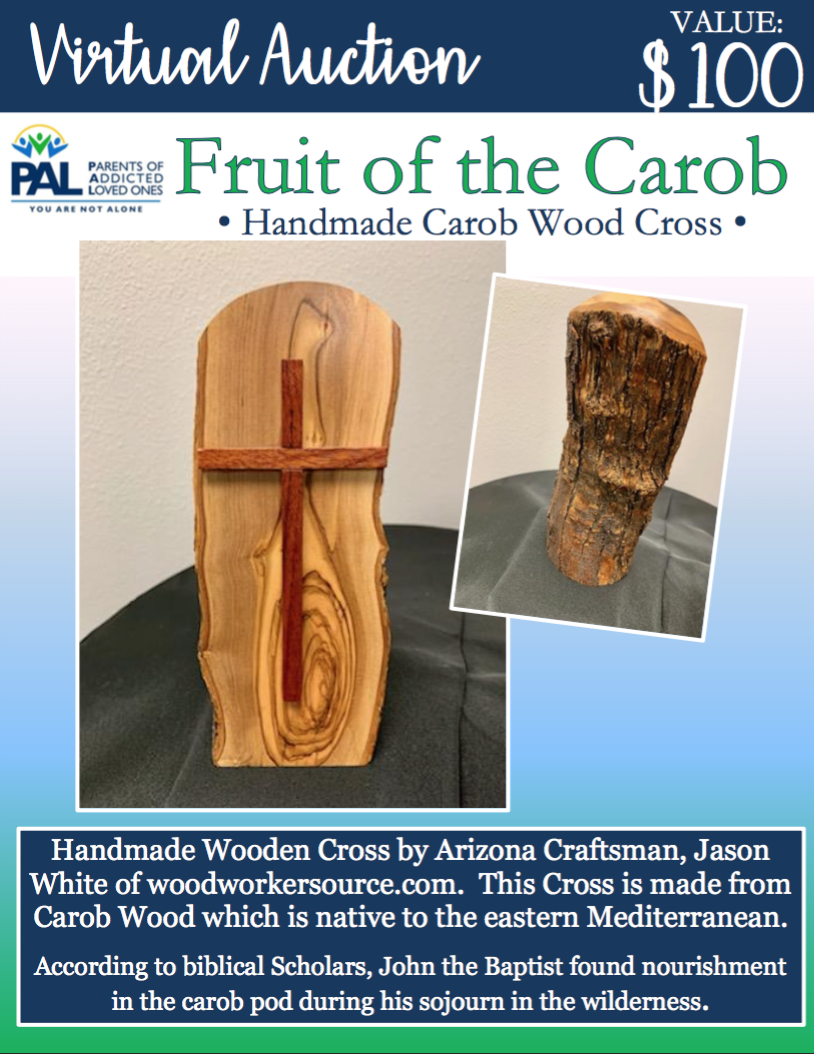 Virtual Auction
VALUE:
$100
PAL
PARENTS OF
ADDICTED
LOVED ONES
YOU ARE NOT ALONE
Fruit of the Carob
• Handmade Carob Wood Cross •
Handmade Wooden Cross by Arizona Craftsman, Jason
White of woodworkersource.com.  This Cross is made from
Carob Wood which is native to the eastern Mediterranean.
According to biblical Scholars, John the Baptist found nourishment
in the carob pod during his sojourn in the wilderness.